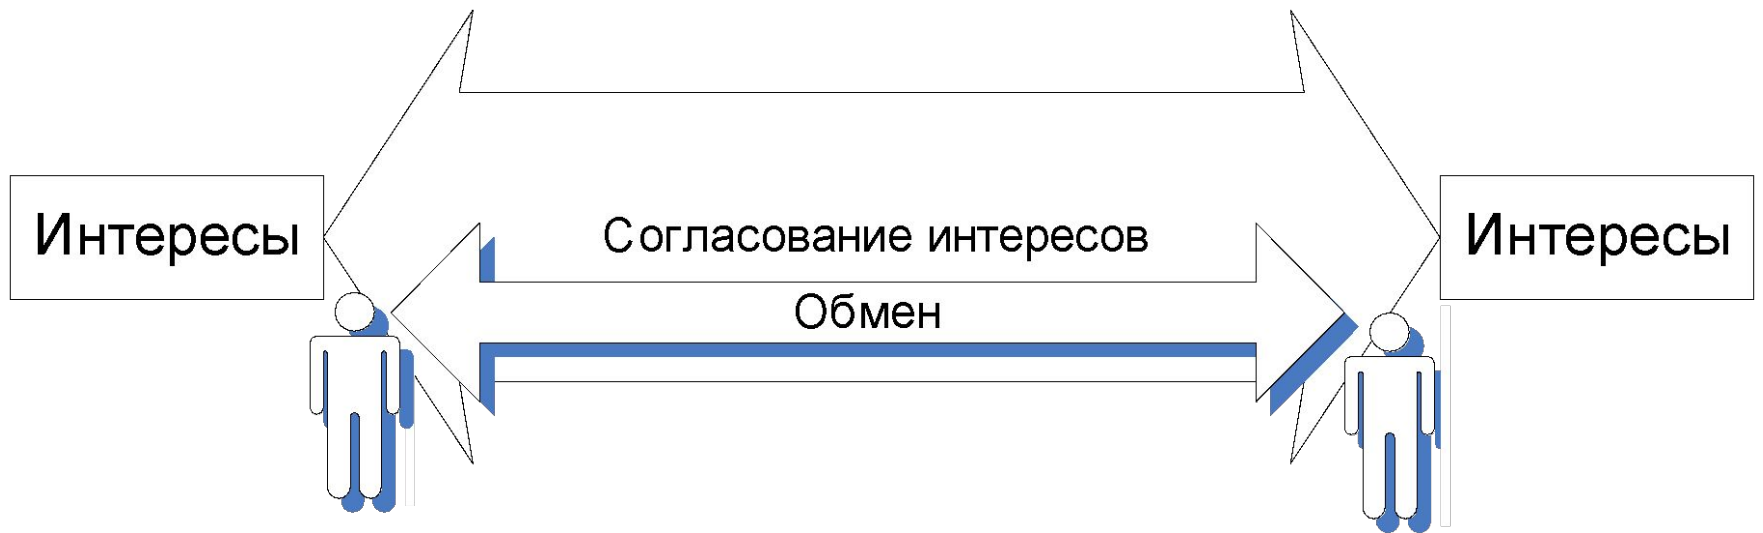 Интересы
Согласование интересов
Интересы
Обмен